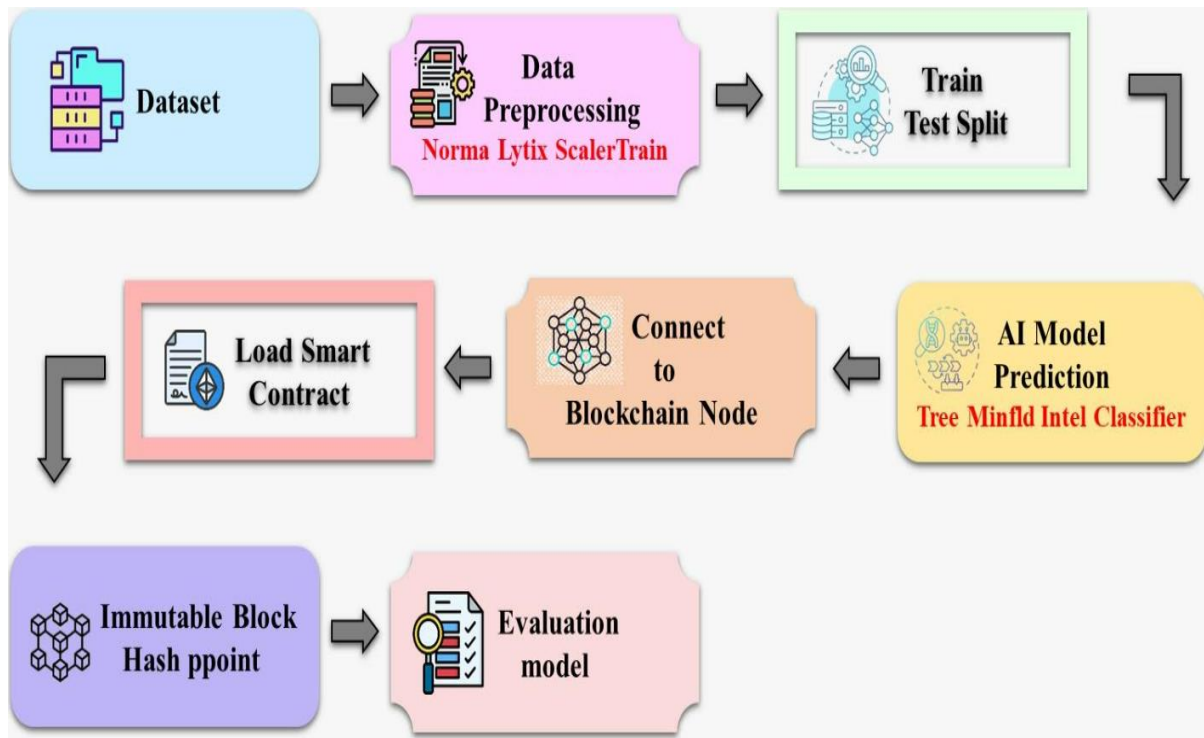 Dataset
Data
Preprocessing
Norma Lytix ScalerTrain
Train
Test Split
AI Model
Prediction
Tree Minfld Intel Classifier
Connect
to
Blockchain Node
Load Smart
Contract
Immutable Block
Hash ppoint
Evaluation
model